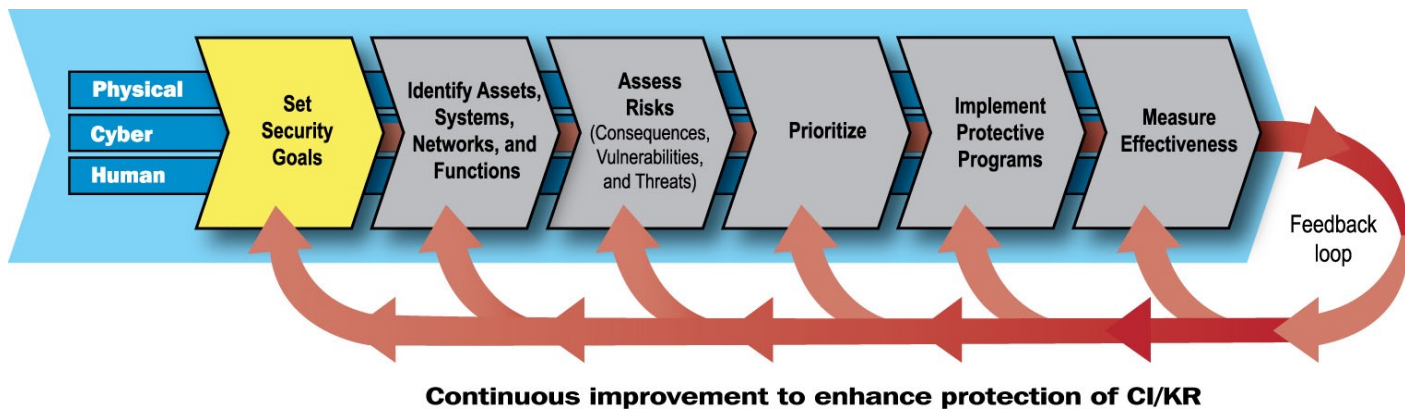 Physical
Cyber
Human
Set
Security
Goals
Identify Assets,
Systems,
Networks, and
Functions
Assess
Risks
(Consequences,
Vulnerabilities,
and Threats)
Prioritize
Implement
Protective
Programs
Measure
Effectiveness
Feedback
loop
Continuous improvement to enhance protection of CI/KR